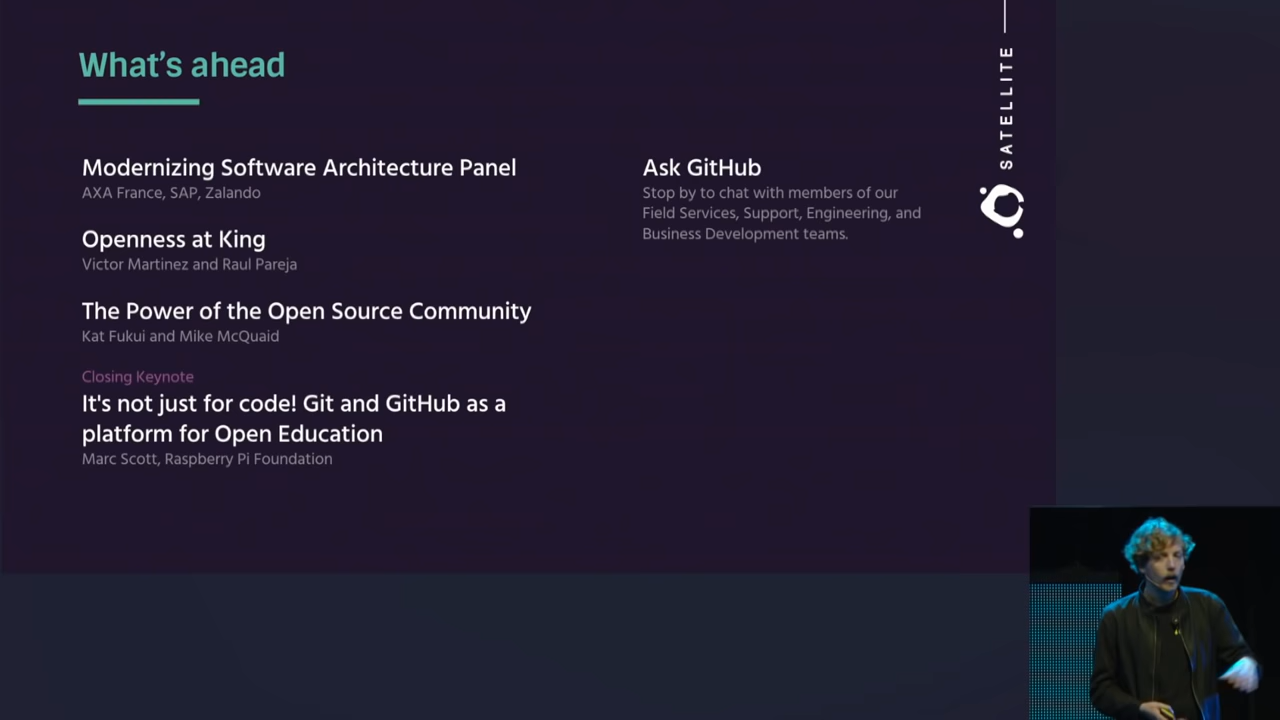 What's ahead
Modernizing Software Architecture Panel
AXA France, SAP, Zalando
Openness at King
Victor Martinez and Raul Pareja
The Power of the Open Source Community
Kat Fukui and Mike McQuaid
Closing Keynote
It's not just for code! Git and GitHub as a
platform for Open Education
Marc Scott, Raspberry Pi Foundation
Ask GitHub
Stop by to chat with members of our
Field Services, Support, Engineering, and
Business Development teams.
SATELLITE